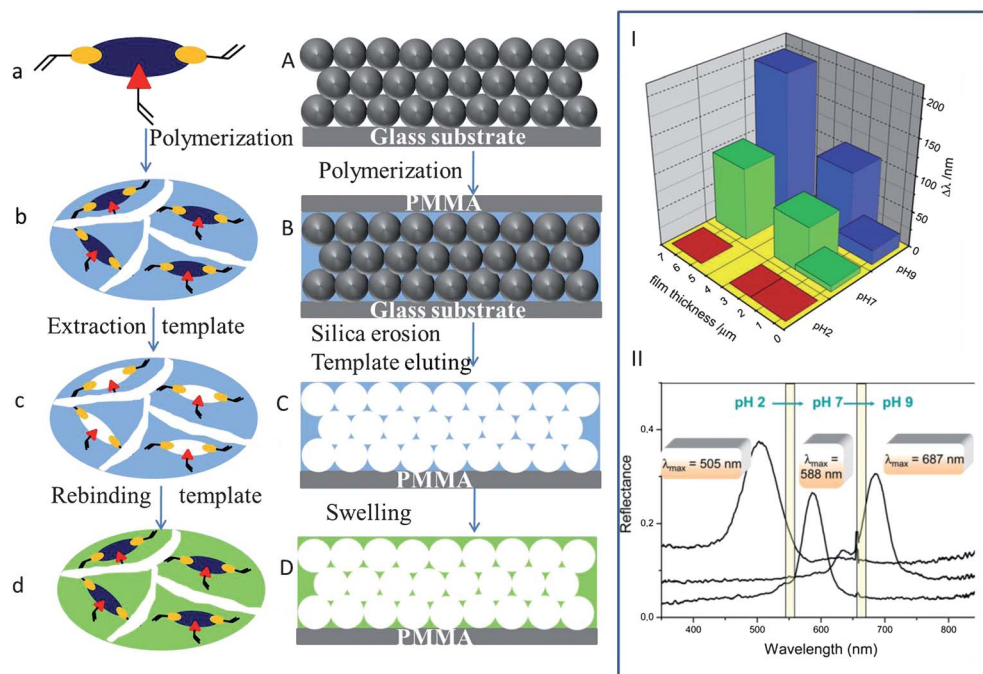 a
Polymerization
b
Extraction template
c
Rebinding template
d
A
Glass substrate
Polymerization
PMMA
B
Glass substrate
Silica erosion
Template eluting
C
PMMA
Swelling
D
PMMA
I
200
150
100
50
0
Δλ /nm
7
6
5
4
3
2
1
0
film thickness /μm
pH9
pH7
pH2
II
pH 2
pH 7
pH 9
λmax = 505 nm
λmax =
588 nm
λmax = 687 nm
0,4
0,2
0,0
Reflectance
400
500
600
700
800
Wavelength (nm)